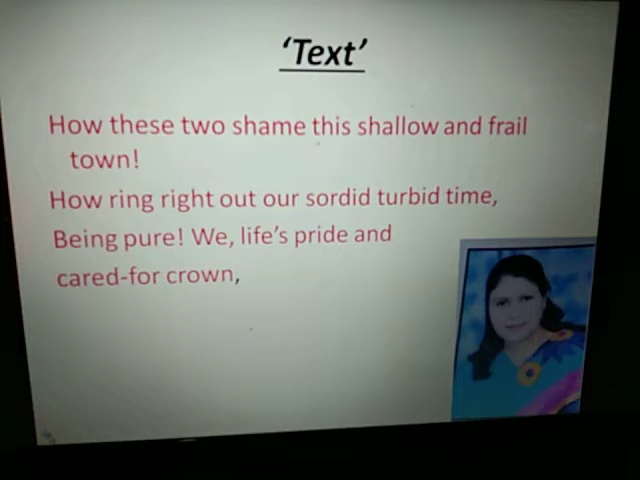 ‘Text’
How these two shame this shallow and frail
town!
How ring right out our sordid turbid time,
Being pure! We, life’s pride and
cared-for crown,